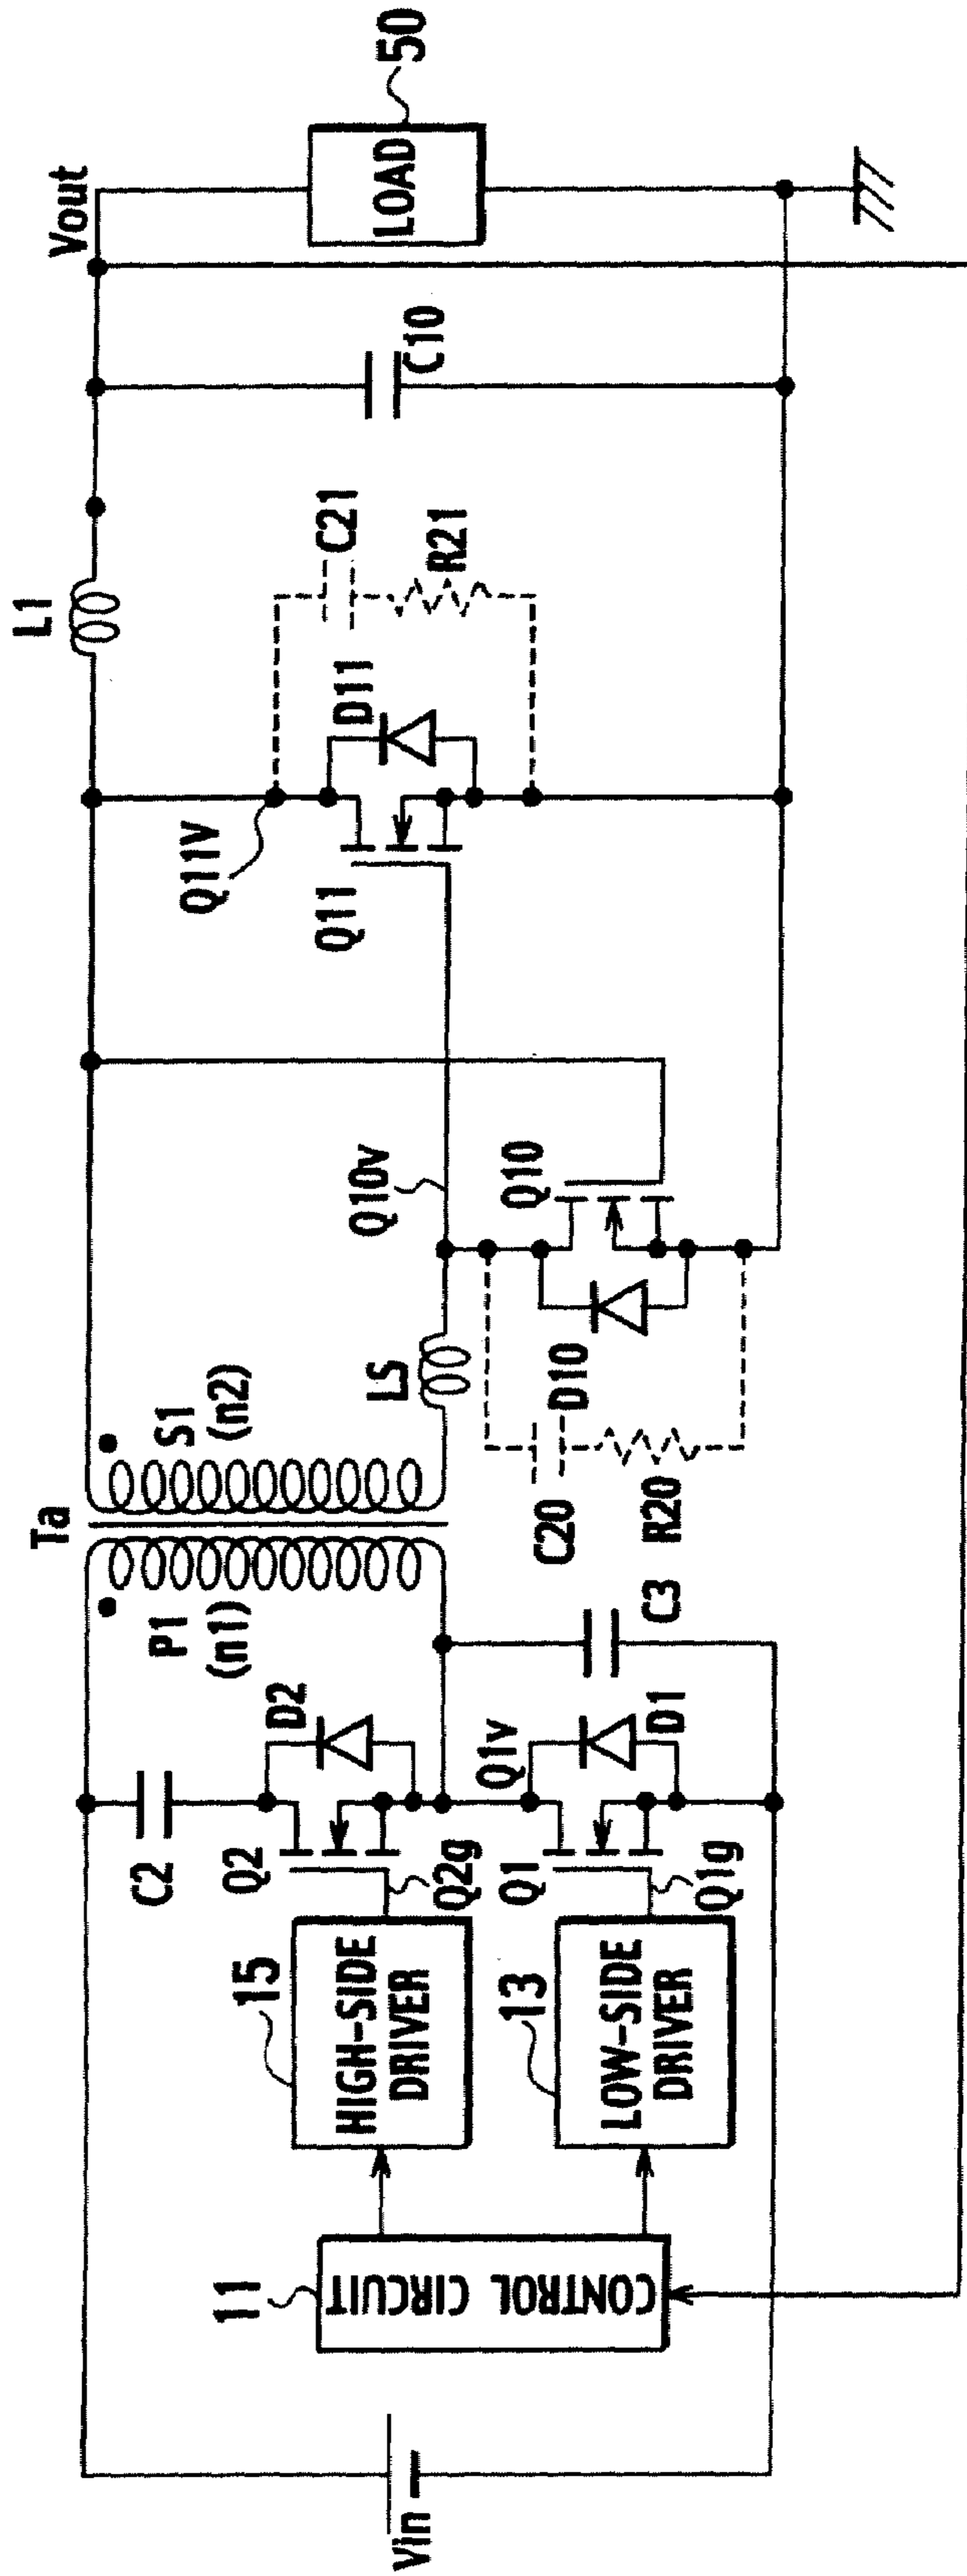 Vin
11
CONTROL CIRCUIT
15
HIGH-SIDE
DRIVER
13
LOW-SIDE
DRIVER
C2
Q2
Q2g
D2
Q1
Q1g
Q1v
D1
C3
P1
(n1)
Ta
S1
(n2)
LS
C20
R20
D10
Q10
Q10v
Q11V
Q11
D11
C21
R21
L1
C10
Vout
LOAD
50